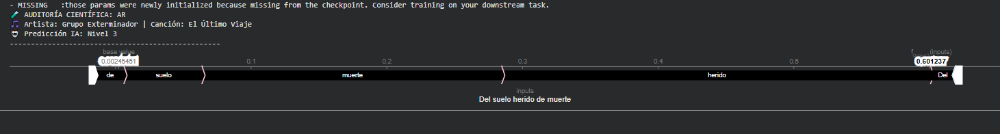 - MISSING :those params were newly initialized because missing from the checkpoint. Consider training on your downstream task.
🧪 AUDITORÍA CIENTÍFICA: AR
🎵 Artista: Grupo Exterminador | Canción: El Último Viaje
💀 Predicción IA: Nivel 3
---------------------------------------------------
base value
(inputs)
0.00245451 0.1 0.2 0.3 0.4 0.5 0.601237
de suelo muerte herido Del
inputs
Del suelo herido de muerte